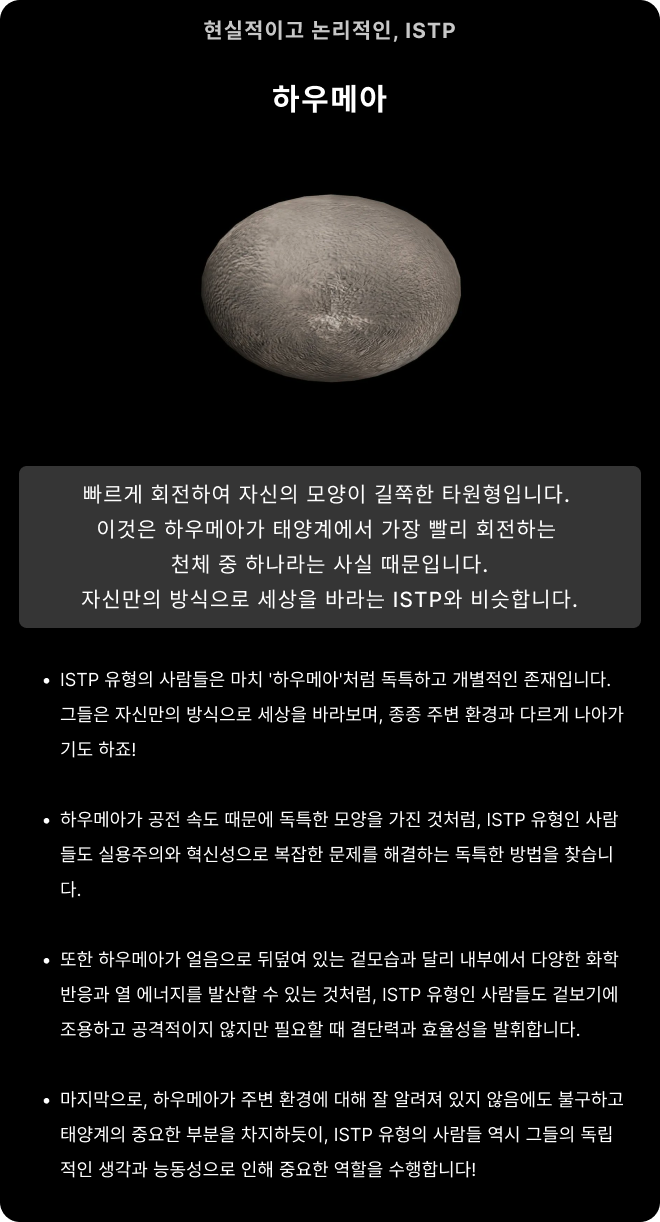 현실적이고 논리적인, ISTP
하우메아
빠르게 회전하여 자신의 모양이 길쭉한 타원형입니다.
이것은 하우메아가 태양계에서 가장 빨리 회전하는
천체 중 하나라는 사실 때문입니다.
자신만의 방식으로 세상을 바라는 ISTP와 비슷합니다.
• ISTP 유형의 사람들은 마치 '하우메아'처럼 독특하고 개별적인 존재입니다.
그들은 자신만의 방식으로 세상을 바라보며, 종종 주변 환경과 다르게 나아가
기도 하죠!
• 하우메아가 공전 속도 때문에 독특한 모양을 가진 것처럼, ISTP 유형인 사람
들도 실용주의와 혁신성으로 복잡한 문제를 해결하는 독특한 방법을 찾습니
다.
• 또한 하우메아가 얼음으로 뒤덮여 있는 겉모습과 달리 내부에서 다양한 화학
반응과 열 에너지를 발산할 수 있는 것처럼, ISTP 유형인 사람들도 겉보기에
조용하고 공격적이지 않지만 필요할 때 결단력과 효율성을 발휘합니다.
• 마지막으로, 하우메아가 주변 환경에 대해 잘 알려져 있지 않음에도 불구하고
태양계의 중요한 부분을 차지하듯이, ISTP 유형의 사람들 역시 그들의 독립
적인 생각과 능동성으로 인해 중요한 역할을 수행합니다!